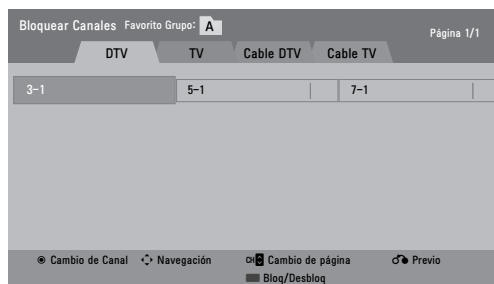 Bloquear Canales Favorito Grupo: A
Página 1/1
DTV TV Cable DTV Cable TV
3-1 5-1 7-1
Cambio de Canal Navegación CH Cambio de página Previo
Bloq/Desbloq